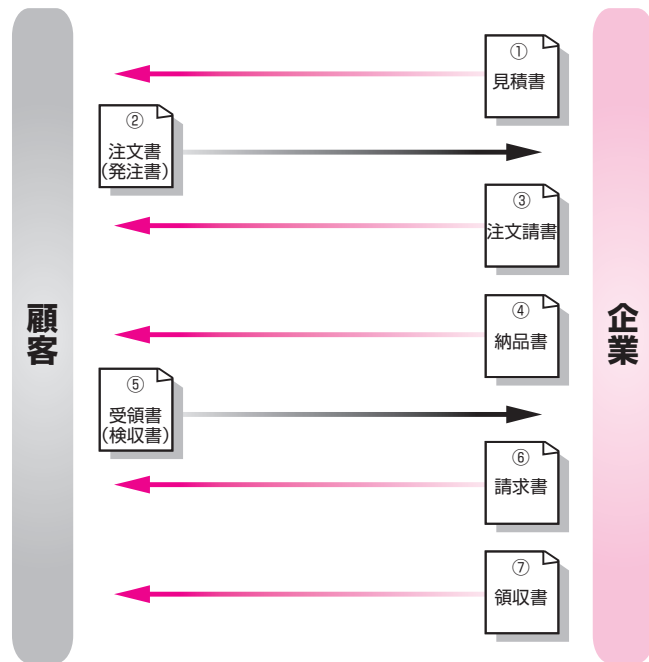 顧客
企業
①
見積書
②
注文書
(発注書)
③
注文請書
④
納品書
⑤
受領書
(検収書)
⑥
請求書
⑦
領収書